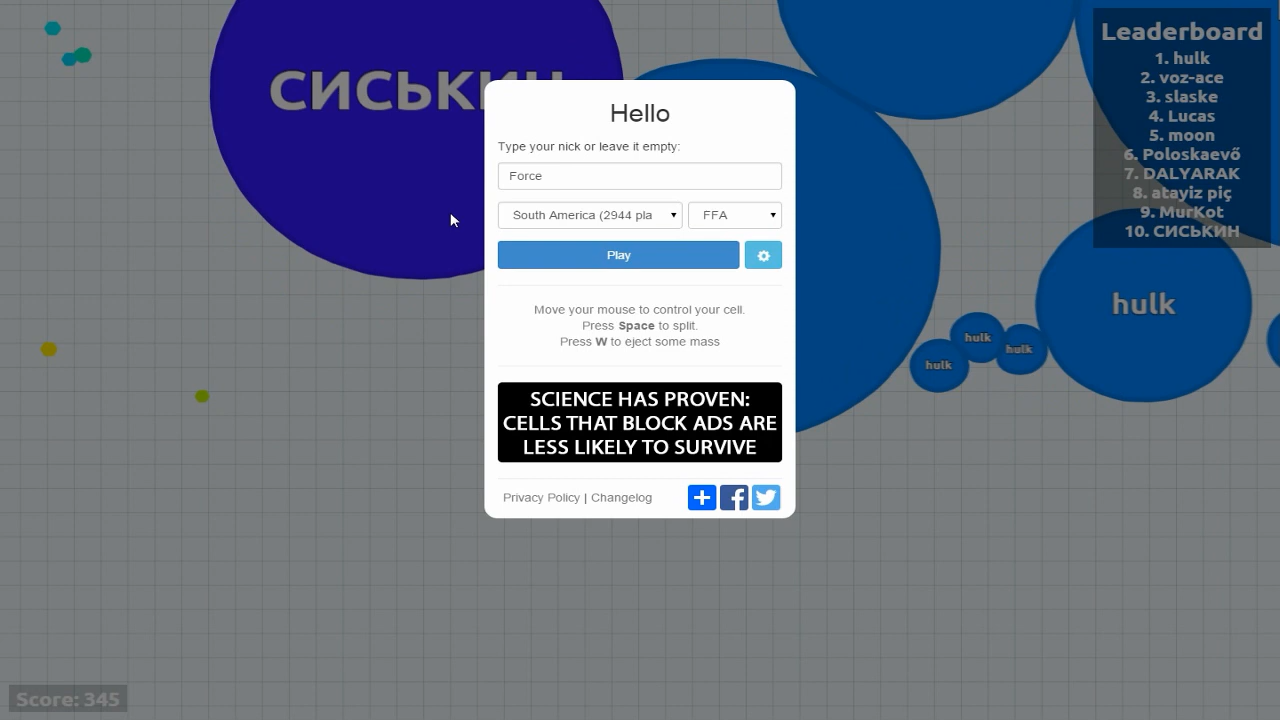 СИСЬКИН
Hello
Type your nick or leave it empty:
Force
South America (2944 pla
FFA
Play
Move your mouse to control your cell.
Press Space to split.
Press W to eject some mass
SCIENCE HAS PROVEN:
CELLS THAT BLOCK ADS ARE
LESS LIKELY TO SURVIVE
Privacy Policy | Changelog
Leaderboard
1. hulk
2. voz-ace
3. slaske
4. Lucas
5. moon
6. Poloskaevő
7. DALYARAK
8. atayiz piç
9. MurKot
10. СИСЬКИН
hulk
hulk
hulk
hulk
Score: 345